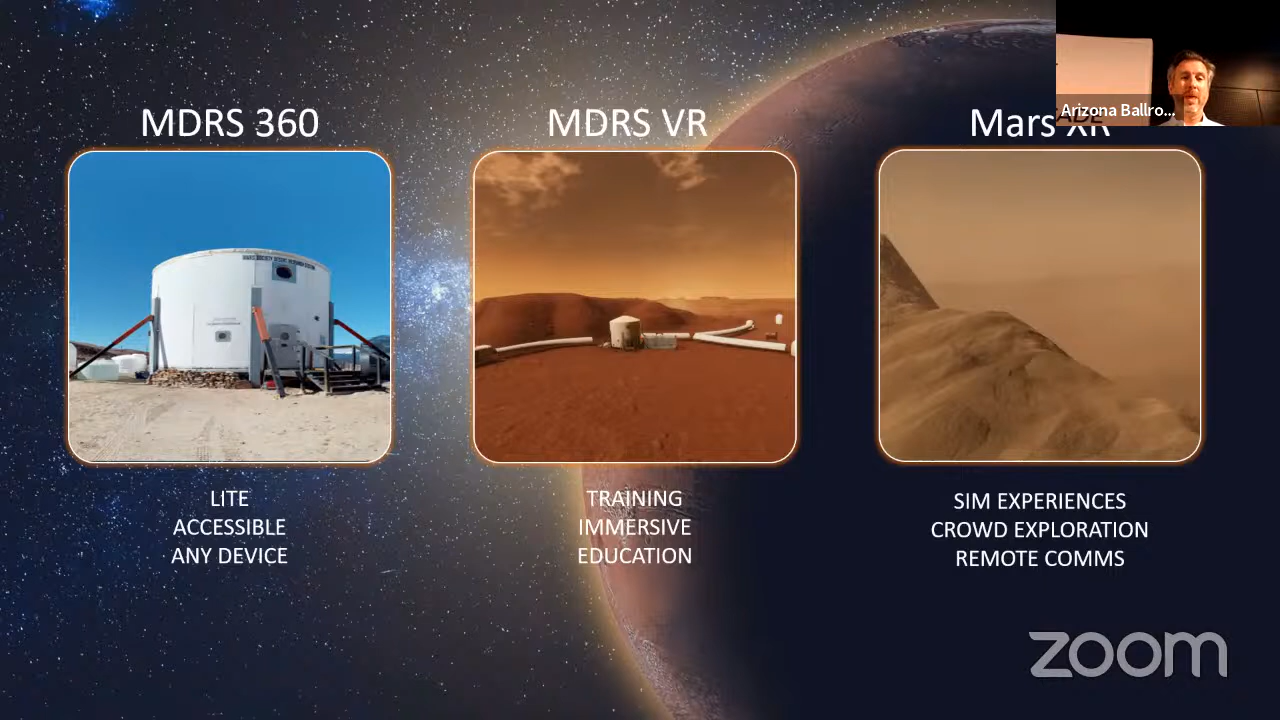 MDRS 360
MDRS VR
Mars XR
Arizona Ballro...
LITE
ACCESSIBLE
ANY DEVICE
TRAINING
IMMERSIVE
EDUCATION
SIM EXPERIENCES
CROWD EXPLORATION
REMOTE COMMS
zoom